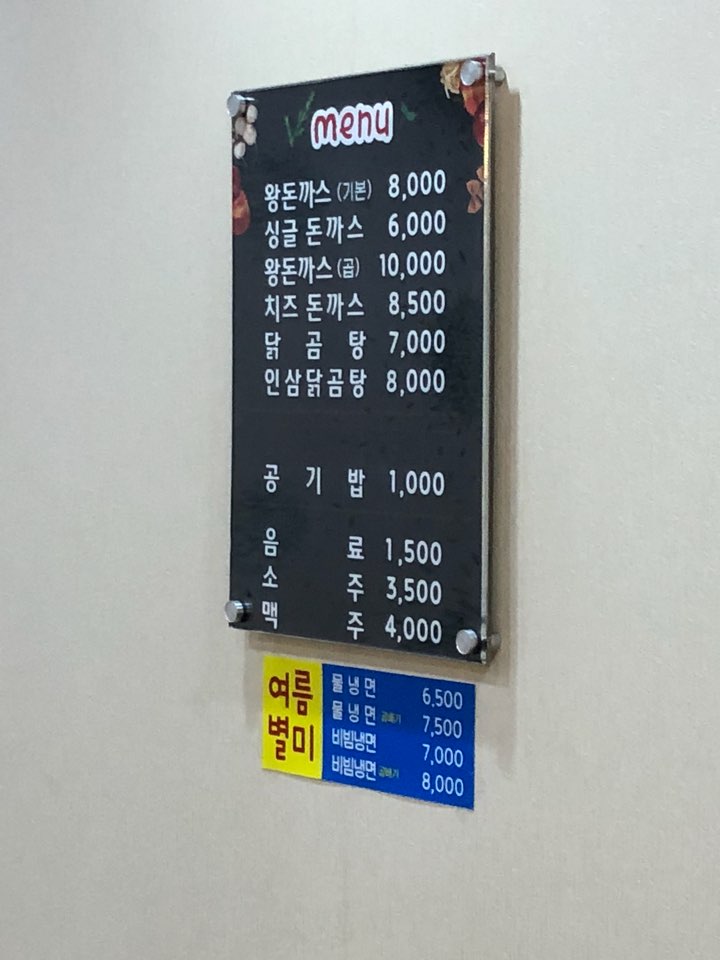 menu
왕돈까스 (기본) 8,000
싱글 돈까스 6,000
왕돈까스 (곱) 10,000
치즈 돈까스 8,500
닭 곰 탕 7,000
인삼닭곰탕 8,000
공 기 밥 1,000
음 료 1,500
소 주 3,500
맥 주 4,000
여름
별미
물 냉 면 6,500
물 냉 면 곱배기 7,500
비빔냉면 7,000
비빔냉면 곱배기 8,000